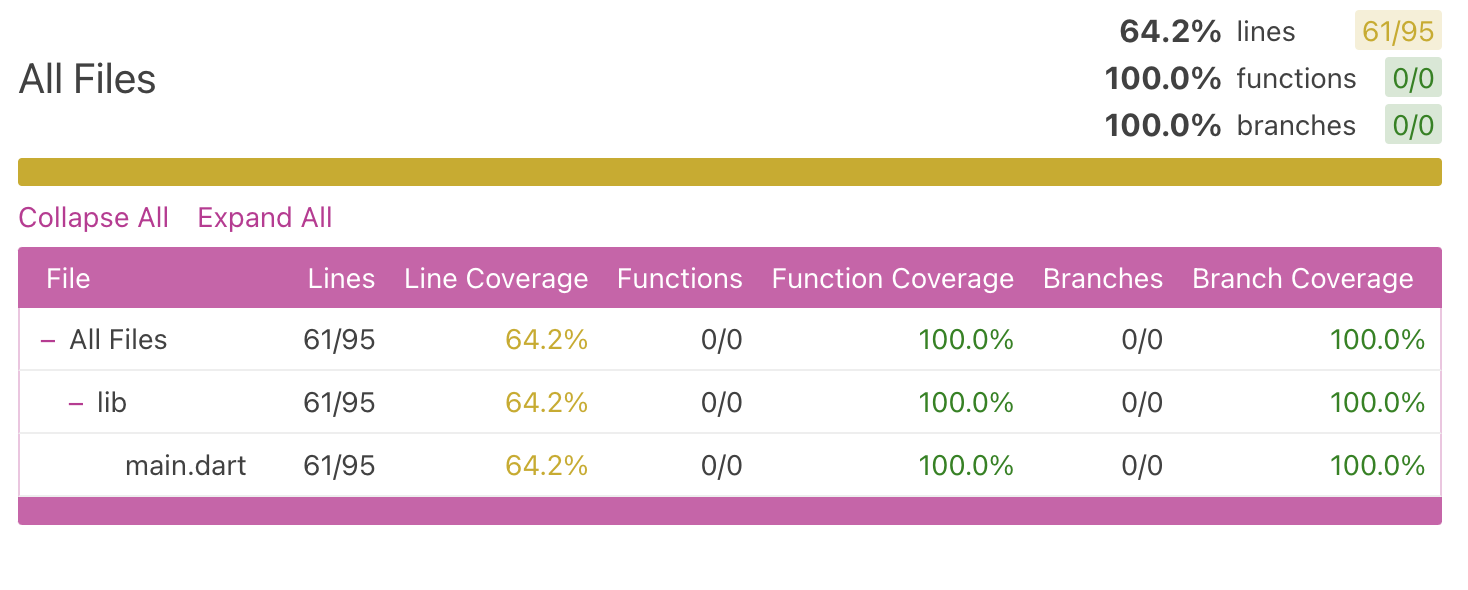 All Files
64.2% lines 61/95
100.0% functions 0/0
100.0% branches 0/0
Collapse All Expand All
File Lines Line Coverage Functions Function Coverage Branches Branch Coverage
– All Files 61/95 64.2% 0/0 100.0% 0/0 100.0%
– lib 61/95 64.2% 0/0 100.0% 0/0 100.0%
main.dart 61/95 64.2% 0/0 100.0% 0/0 100.0%